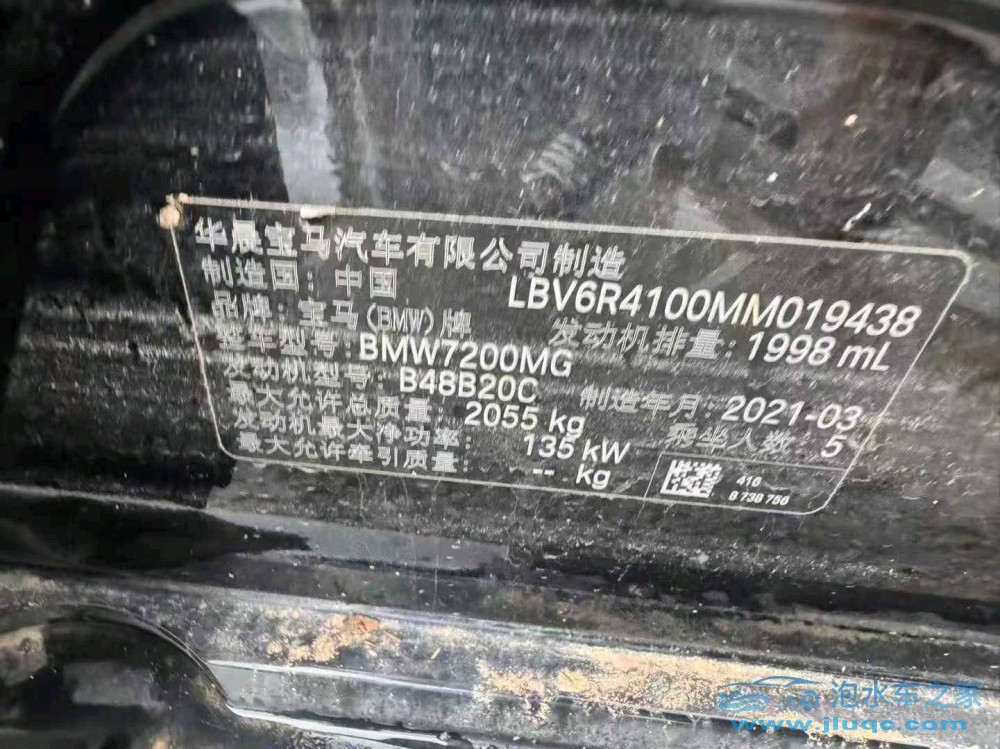 华晨宝马汽车有限公司制造
制造国：中国 LBV6R4100MM019438
品牌：宝马(BMW)牌 发动机排量：1998 mL
整车型号：BMW7200MG
发动机型号：B48B20C 制造年月：2021-03
最大允许总质量：2055 kg 乘坐人数：5
发动机最大净功率：135 kW
最大允许牵引质量：-- kg
410
8 738 756
泡水车之家
www.jluqc.com